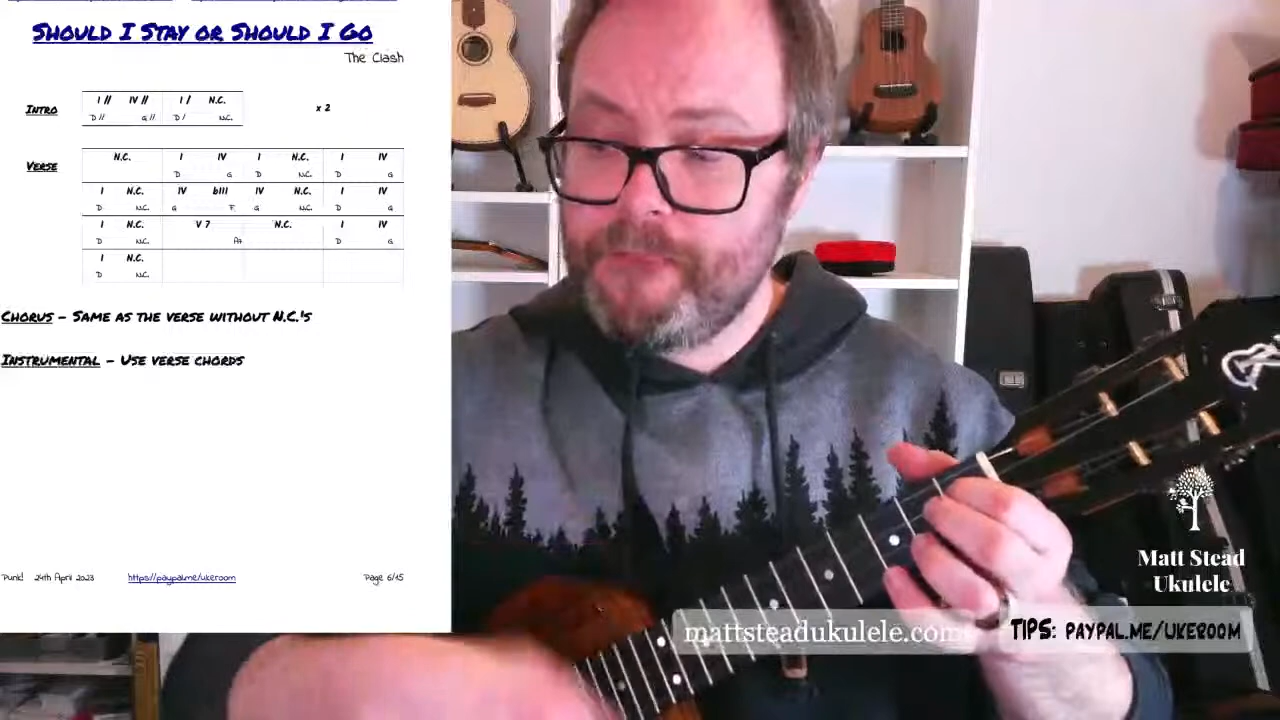 SHOULD I STAY OR SHOULD I GO
The Clash
INTRO
I // IV // I / N.C.
D // G // D / N.C.
x 2
VERSE
N.C. I IV I N.C. I IV
D G D N.C. D G
I N.C. IV bIII IV N.C. I IV
D N.C. G F G N.C. D G
I N.C. V 7 N.C. I IV
D N.C. A7 D G
I N.C.
D N.C.
CHORUS – SAME AS THE VERSE WITHOUT N.C.'S
INSTRUMENTAL – USE VERSE CHORDS
Punk! 24th April 2023 https://paypal.me/ukeroom Page 6/15
Matt Stead
Ukulele
mattsteadukulele.com
TIPS: PAYPAL.ME/UKEROOM